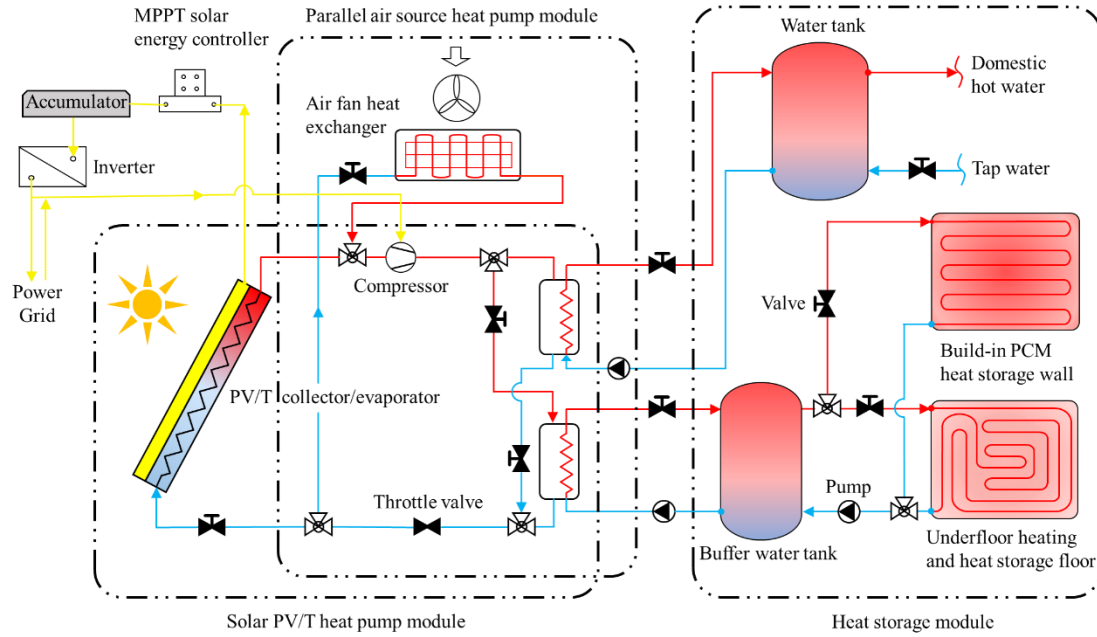 MPPT solar
energy controller
Parallel air source heat pump module
Water tank
Domestic
hot water
Accumulator
Air fan heat
exchanger
Inverter
Tap water
Power
Grid
Compressor
Valve
Build-in PCM
heat storage wall
PV/T collector/evaporator
Throttle valve
Pump
Buffer water tank
Underfloor heating
and heat storage floor
Solar PV/T heat pump module
Heat storage module